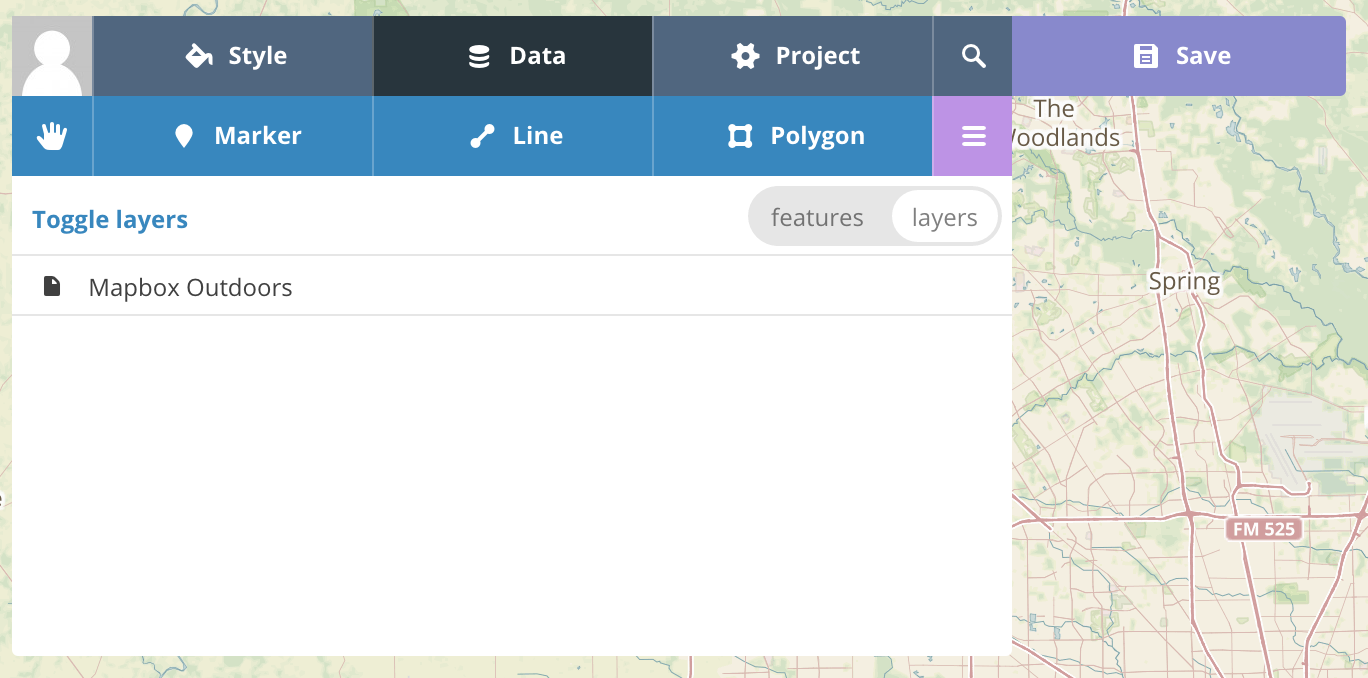 Style
Data
Project
Save
Marker
Line
Polygon
Toggle layers
features
layers
Mapbox Outdoors
The
Woodlands
Spring
FM 525